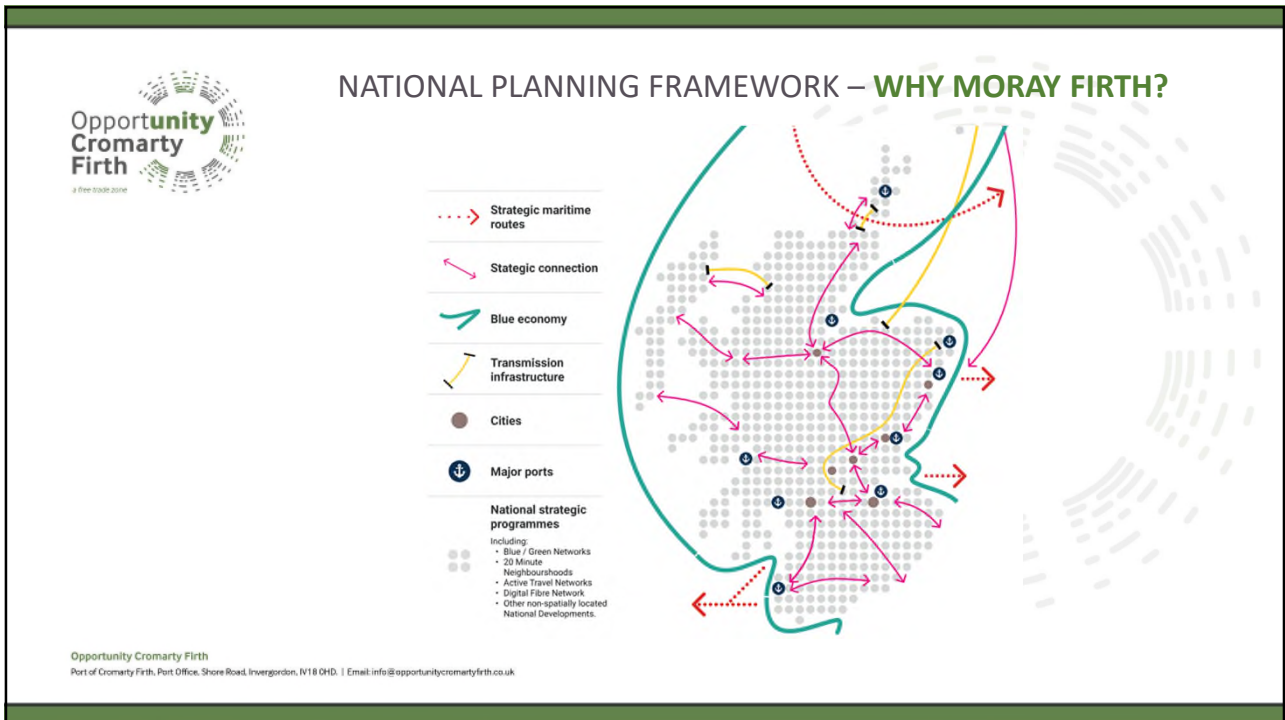 NATIONAL PLANNING FRAMEWORK – WHY MORAY FIRTH?
Opportunity
Cromarty
Firth
a free trade zone
Strategic maritime
routes
Stategic connection
Blue economy
Transmission
infrastructure
Cities
Major ports
National strategic
programmes
Including:
• Blue / Green Networks
• 20 Minute
Neighbourshoods
• Active Travel Networks
• Digital Fibre Network
• Other non-spatially located
National Developments.
Opportunity Cromarty Firth
Port of Cromarty Firth, Port Office, Shore Road, Invergordon, IV18 0HD. | Email: info@opportunitycromartyfirth.co.uk